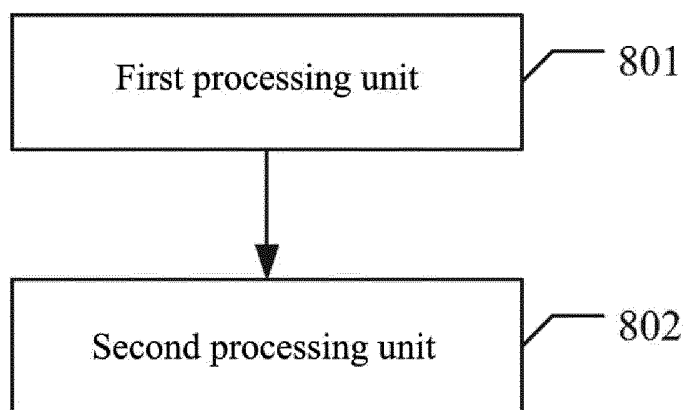 First processing unit
801
Second processing unit
802